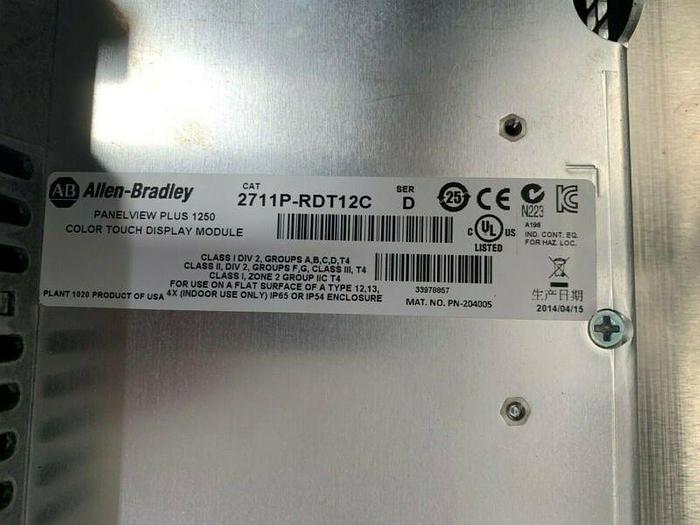 AB Allen-Bradley
CAT
2711P-RDT12C
SER
D
25
CE
N223
KC
PANELVIEW PLUS 1250
COLOR TOUCH DISPLAY MODULE
C UL US
LISTED
A196
IND. CONT. EQ.
FOR HAZ. LOC.
CLASS I DIV 2, GROUPS A,B,C,D,T4
CLASS II, DIV 2, GROUPS F,G, CLASS III, T4
CLASS I, ZONE 2 GROUP IIC T4
FOR USE ON A FLAT SURFACE OF A TYPE 12,13,
4X (INDOOR USE ONLY) IP65 OR IP54 ENCLOSURE
PLANT 1020 PRODUCT OF USA
33978857
MAT. NO. PN-20400S
生产日期
2014/04/15